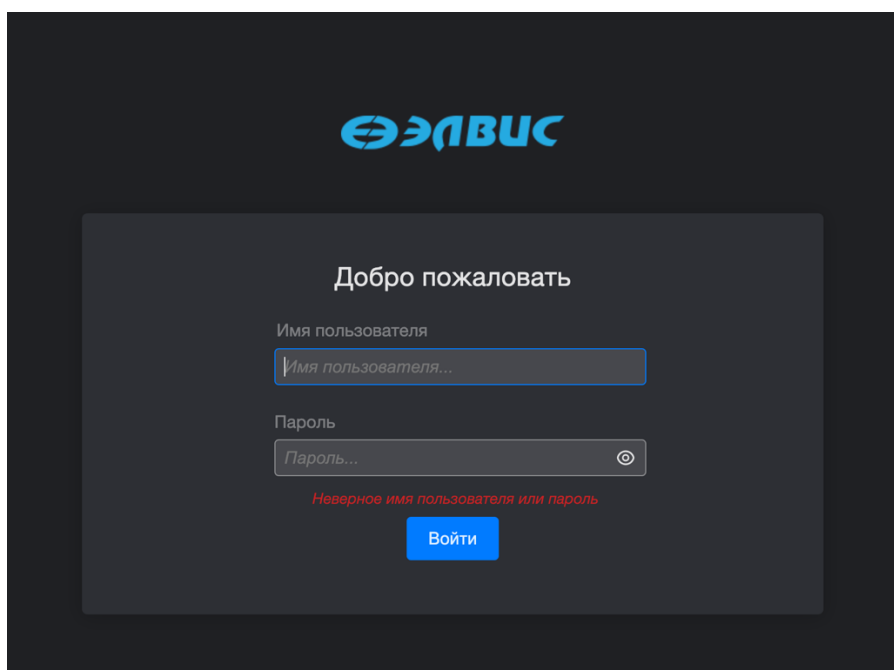 ЭЛВИС
Добро пожаловать
Имя пользователя
Имя пользователя...
Пароль
Пароль...
Неверное имя пользователя или пароль
Войти